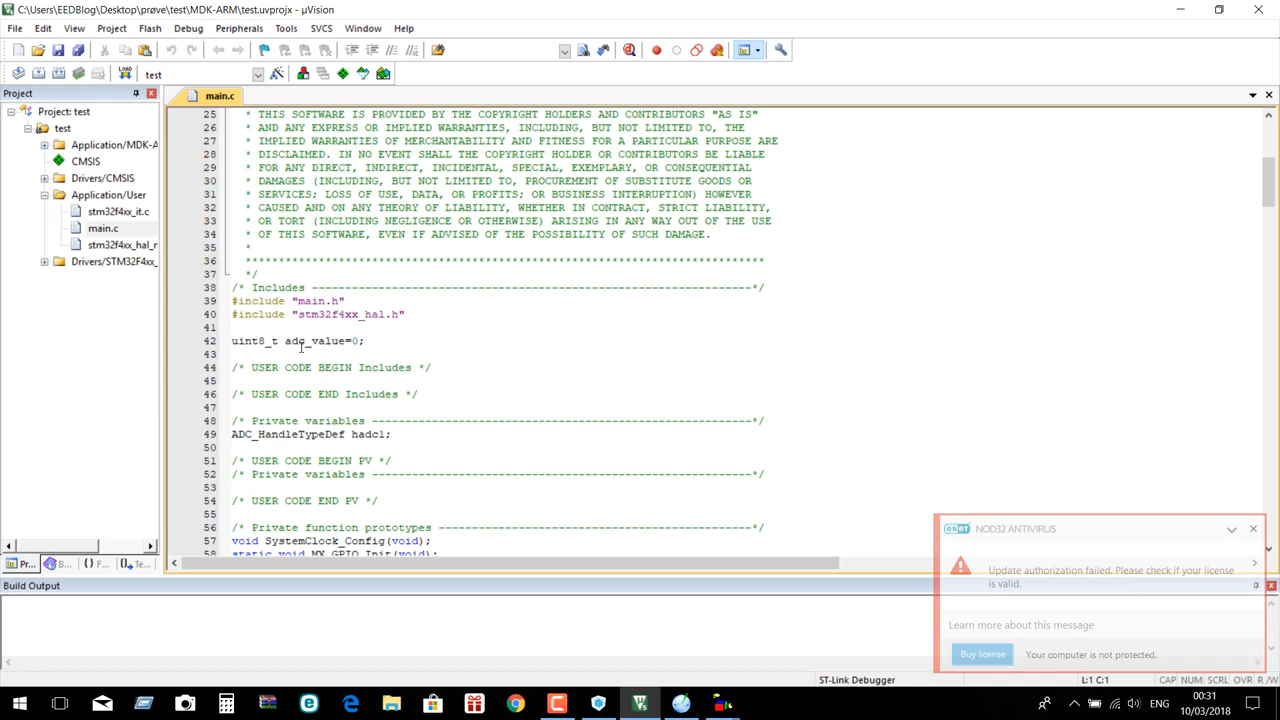 C:\Users\EEDBlog\Desktop\prøve\test\MDK-ARM\test.uvprojx - µVision
File Edit View Project Flash Debug Peripherals Tools SVCS Window Help
LOAD test
Project
main.c
Project: test
test
Application/MDK-A
CMSIS
Drivers/CMSIS
Application/User
stm32f4xx_it.c
main.c
stm32f4xx_hal_m
Drivers/STM32F4xx_
25 * THIS SOFTWARE IS PROVIDED BY THE COPYRIGHT HOLDERS AND CONTRIBUTORS "AS IS"
26 * AND ANY EXPRESS OR IMPLIED WARRANTIES, INCLUDING, BUT NOT LIMITED TO, THE
27 * IMPLIED WARRANTIES OF MERCHANTABILITY AND FITNESS FOR A PARTICULAR PURPOSE ARE
28 * DISCLAIMED. IN NO EVENT SHALL THE COPYRIGHT HOLDER OR CONTRIBUTORS BE LIABLE
29 * FOR ANY DIRECT, INDIRECT, INCIDENTAL, SPECIAL, EXEMPLARY, OR CONSEQUENTIAL
30 * DAMAGES (INCLUDING, BUT NOT LIMITED TO, PROCUREMENT OF SUBSTITUTE GOODS OR
31 * SERVICES; LOSS OF USE, DATA, OR PROFITS; OR BUSINESS INTERRUPTION) HOWEVER
32 * CAUSED AND ON ANY THEORY OF LIABILITY, WHETHER IN CONTRACT, STRICT LIABILITY,
33 * OR TORT (INCLUDING NEGLIGENCE OR OTHERWISE) ARISING IN ANY WAY OUT OF THE USE
34 * OF THIS SOFTWARE, EVEN IF ADVISED OF THE POSSIBILITY OF SUCH DAMAGE.
35 *
36 ******************************************************************************
37 */
38 /* Includes ------------------------------------------------------------------*/
39 #include "main.h"
40 #include "stm32f4xx_hal.h"
41
42 uint8_t adc_value=0;
43
44 /* USER CODE BEGIN Includes */
45
46 /* USER CODE END Includes */
47
48 /* Private variables ---------------------------------------------------------*/
49 ADC_HandleTypeDef hadc1;
50
51 /* USER CODE BEGIN PV */
52 /* Private variables ---------------------------------------------------------*/
53
54 /* USER CODE END PV */
55
56 /* Private function prototypes -----------------------------------------------*/
57 void SystemClock_Config(void);
58 static void MX_GPIO_Init(void);
Pr... B... {} F... 0→ Te...
Build Output
eset NOD32 ANTIVIRUS
Update authorization failed. Please check if your license
is valid.
Learn more about this message
Buy license Your computer is not protected.
ST-Link Debugger L:1 C:1 CAP NUM SCRL OVR R /W
ENG 00:31
10/03/2018